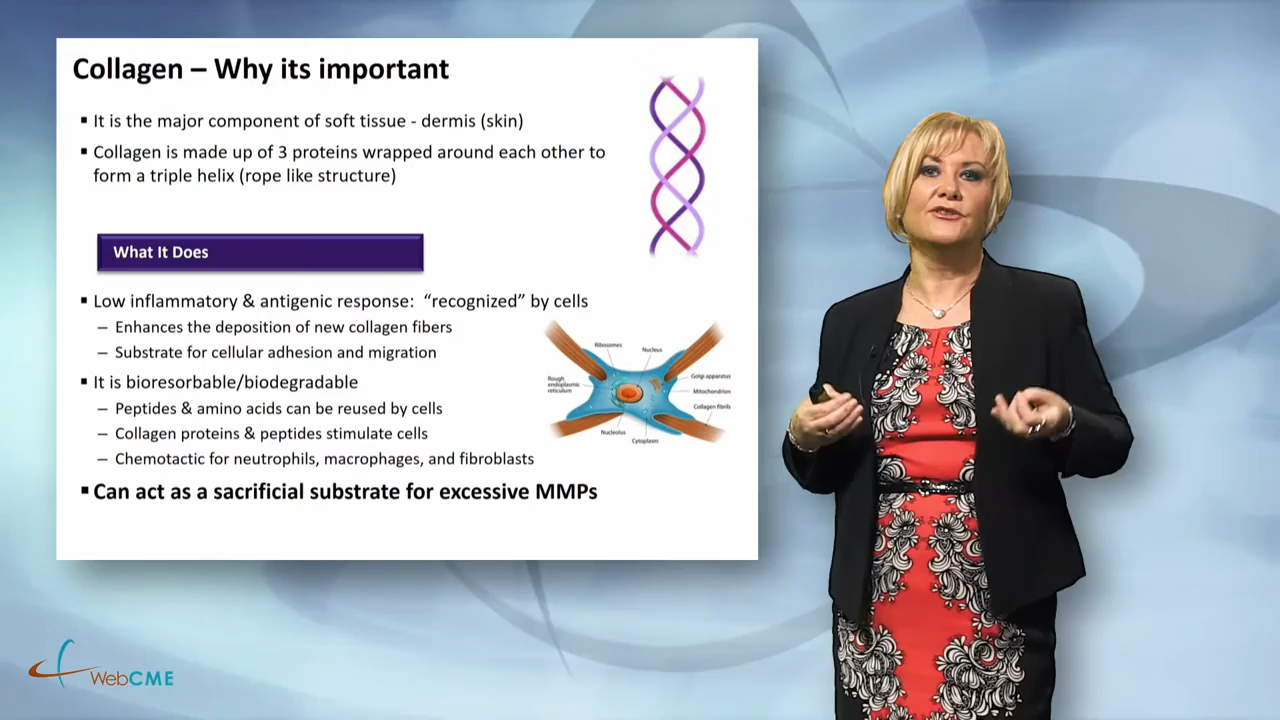 Collagen – Why its important
▪ It is the major component of soft tissue - dermis (skin)
▪ Collagen is made up of 3 proteins wrapped around each other to
form a triple helix (rope like structure)
What It Does
▪ Low inflammatory & antigenic response: “recognized” by cells
– Enhances the deposition of new collagen fibers
– Substrate for cellular adhesion and migration
▪ It is bioresorbable/biodegradable
– Peptides & amino acids can be reused by cells
– Collagen proteins & peptides stimulate cells
– Chemotactic for neutrophils, macrophages, and fibroblasts
▪ Can act as a sacrificial substrate for excessive MMPs
Ribosomes
Nucleus
Rough
endoplasmic
reticulum
Golgi apparatus
Mitochondrion
Collagen fibrils
Nucleolus
Cytoplasm
WebCME